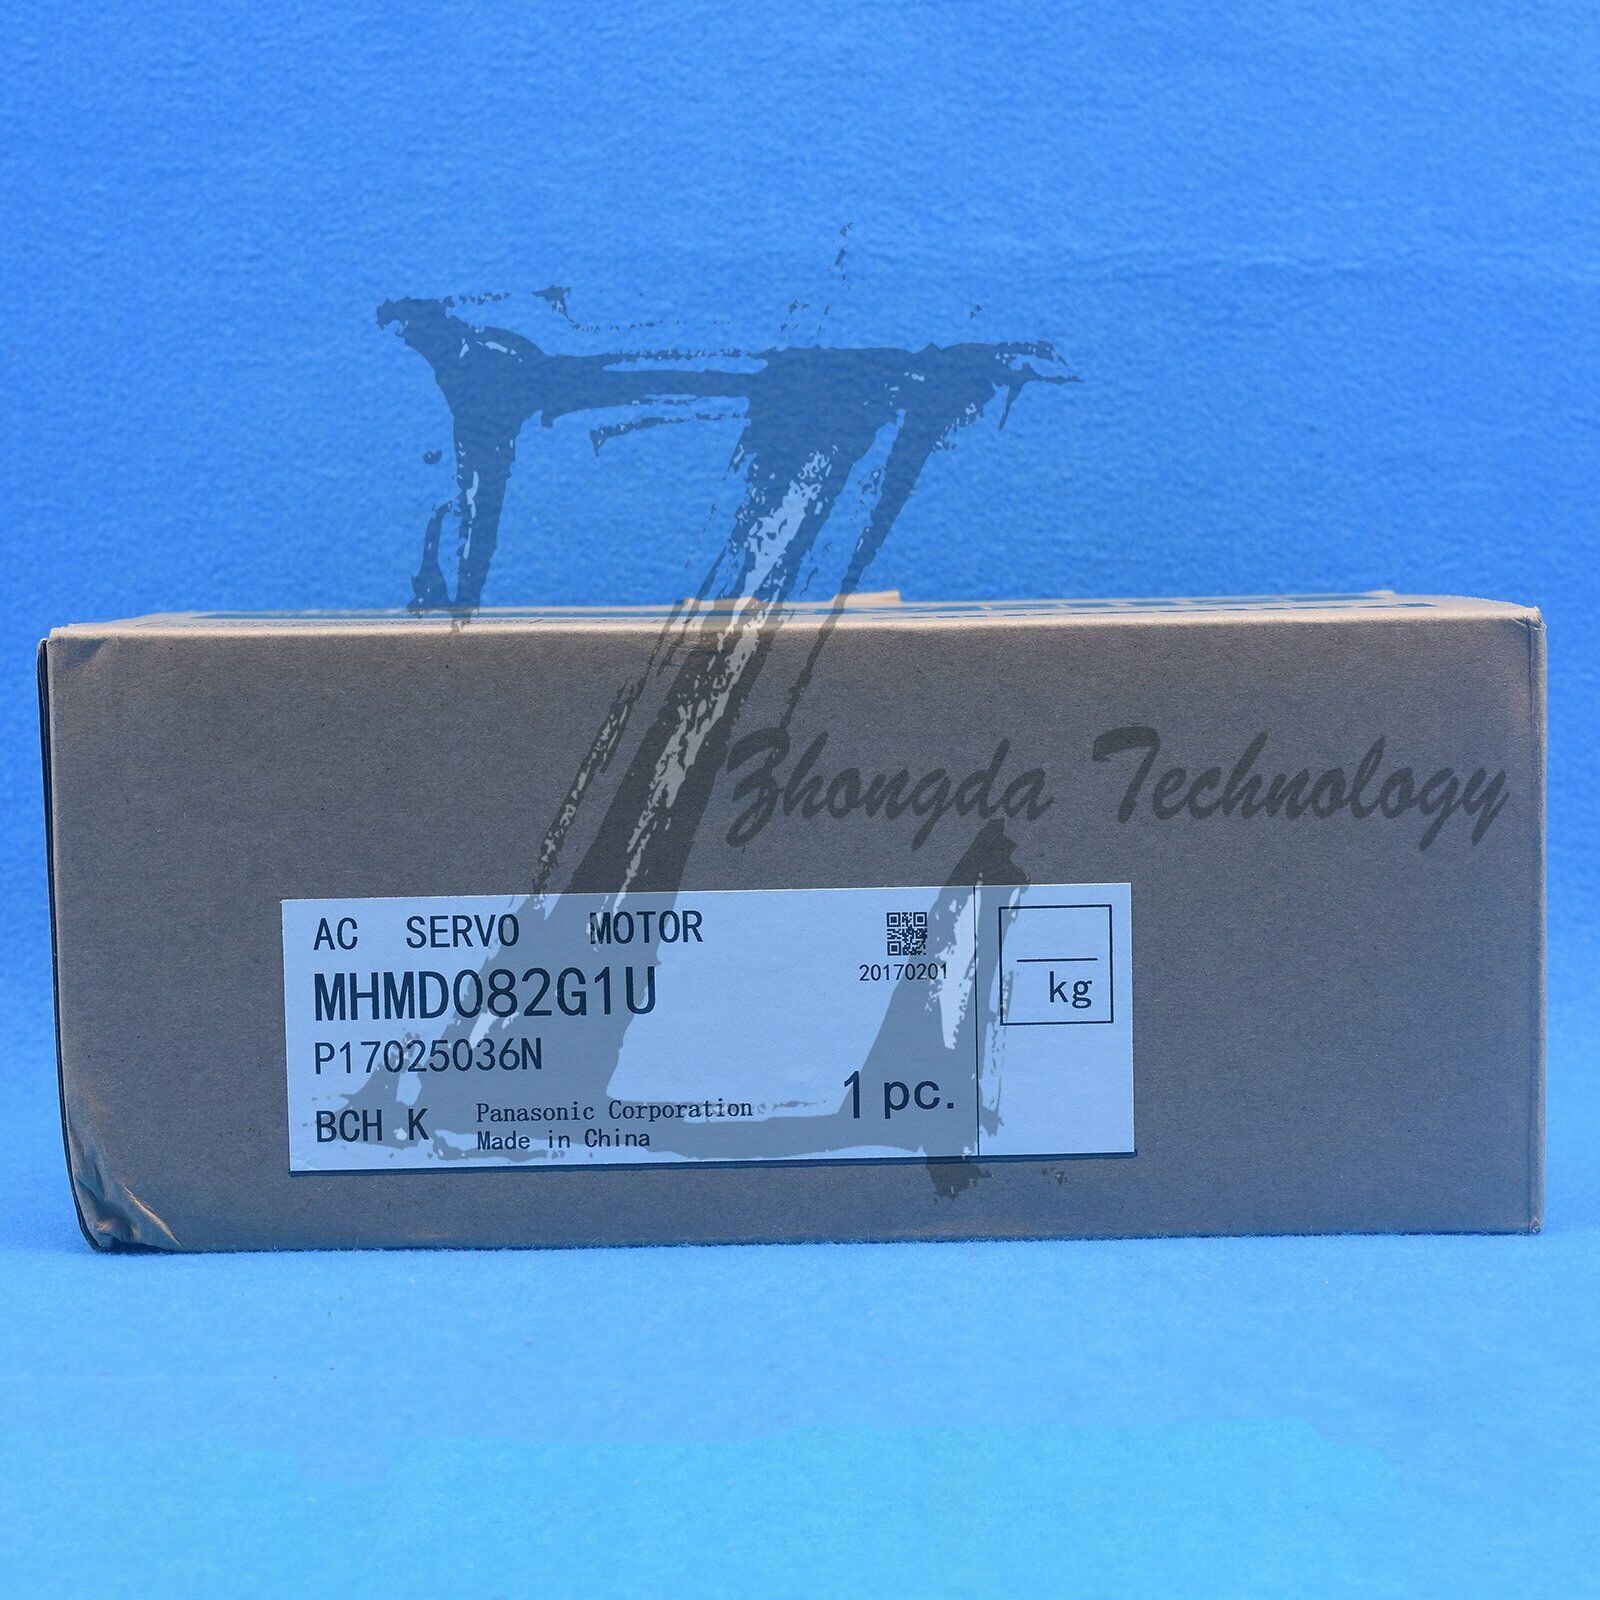 Zhongda Technology
AC SERVO MOTOR
MHMD082G1U
20170201
kg
P17025036N
1 pc.
BCH K
Panasonic Corporation
Made in China